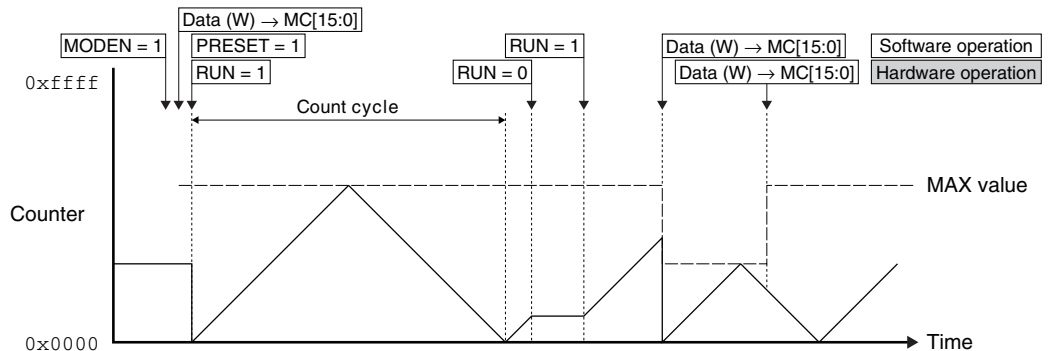 Data (W) → MC[15:0]
MODEN = 1
PRESET = 1
RUN = 1
RUN = 1
RUN = 0
Data (W) → MC[15:0]
Data (W) → MC[15:0]
Software operation
Hardware operation
0xffff
Count cycle
MAX value
Counter
0x0000
Time